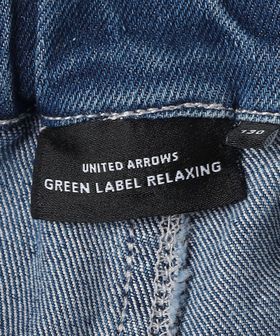 UNITED ARROWS
GREEN LABEL RELAXING
130